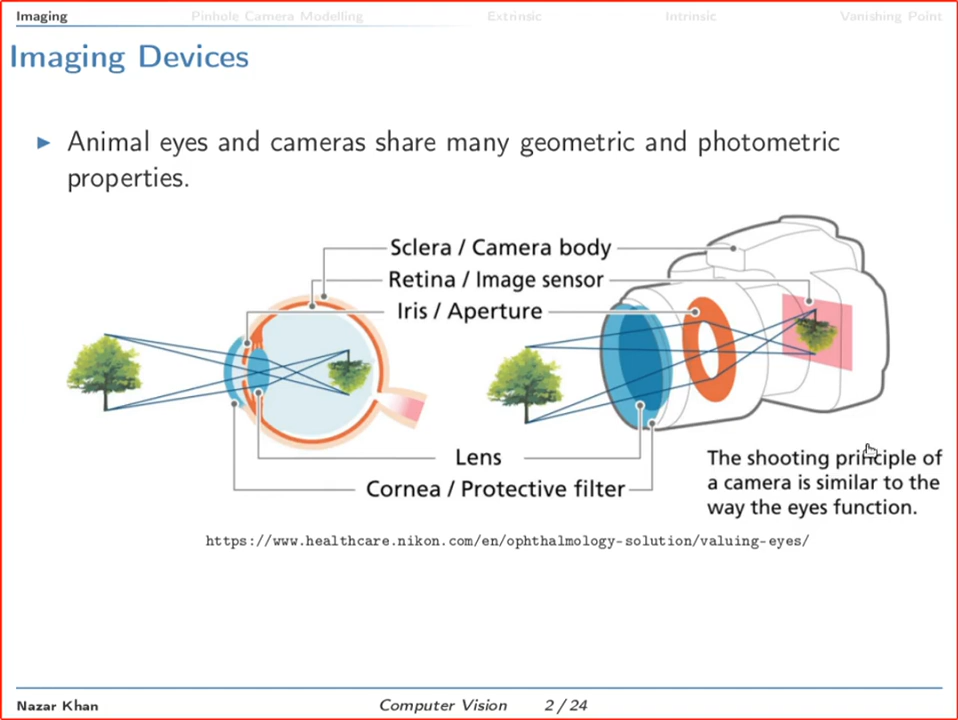 Imaging Pinhole Camera Modelling Extrinsic Intrinsic Vanishing Point
Imaging Devices
Animal eyes and cameras share many geometric and photometric
properties.
Sclera / Camera body
Retina / Image sensor
Iris / Aperture
Lens
Cornea / Protective filter
The shooting principle of
a camera is similar to the
way the eyes function.
https://www.healthcare.nikon.com/en/ophthalmology-solution/valuing-eyes/
Nazar Khan Computer Vision 2 / 24